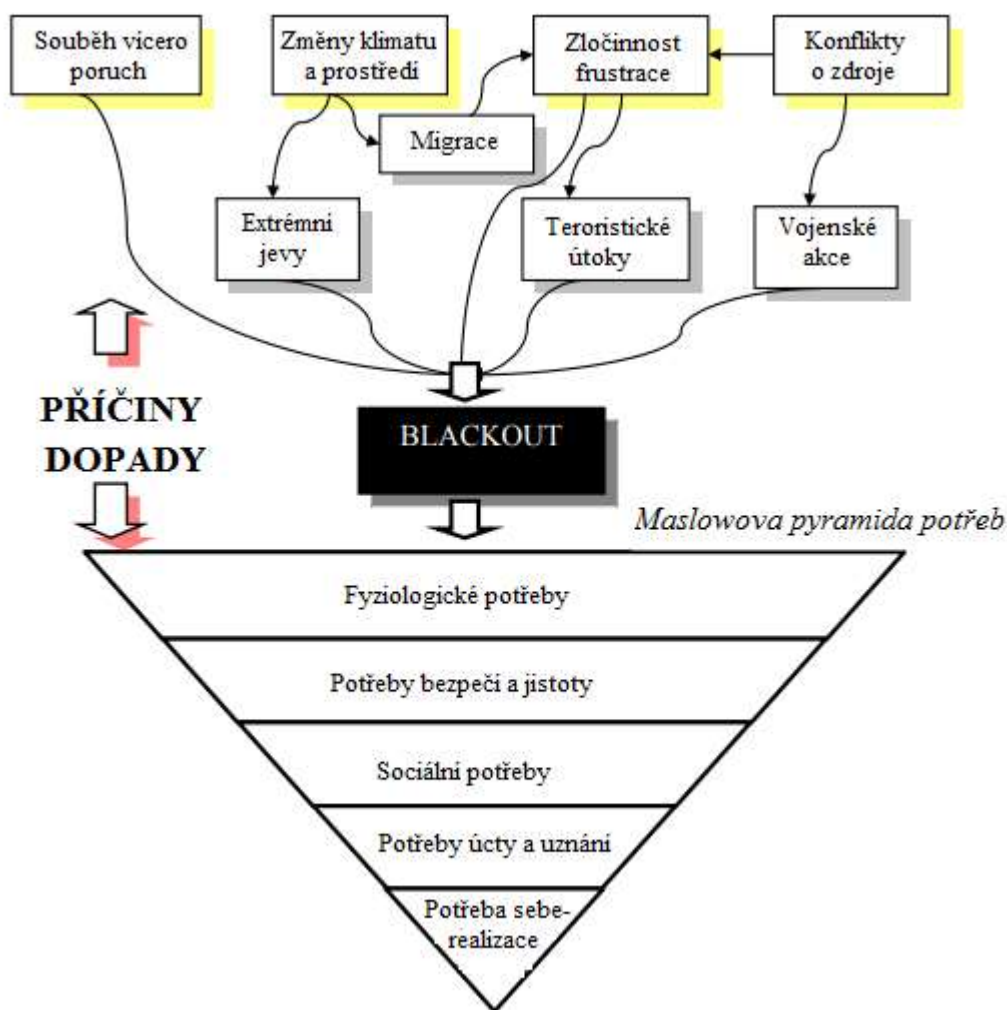 Souběh vícero
poruch
Změny klimatu
a prostředí
Zločinnost
frustrace
Konflikty
o zdroje
Migrace
Extrémní
jevy
Teroristické
útoky
Vojenské
akce
PŘÍČINY
DOPADY
BLACKOUT
Maslowova pyramida potřeb
Fyziologické potřeby
Potřeby bezpečí a jistoty
Sociální potřeby
Potřeby úcty a uznání
Potřeba sebe-
realizace